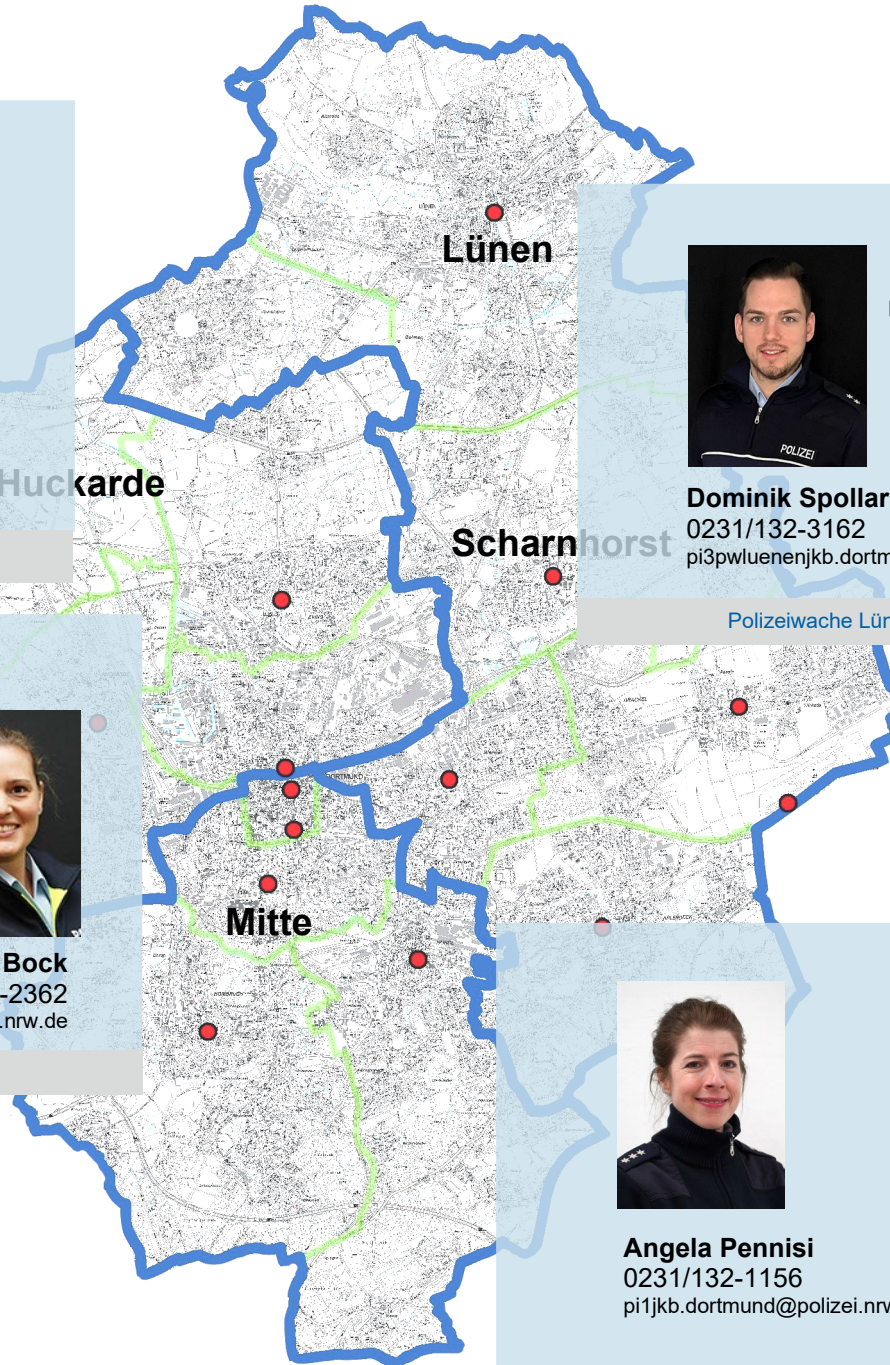 Lünen
POLIZEI
Dominik Spollar
0231/132-3162
pi3pwluenenjkb.dortm
Huckarde
Scharnhorst
Polizeiwache Lün
DORTMUND
Mitte
Bock
-2362
.nrw.de
Angela Pennisi
0231/132-1156
pi1jkb.dortmund@polizei.nrw